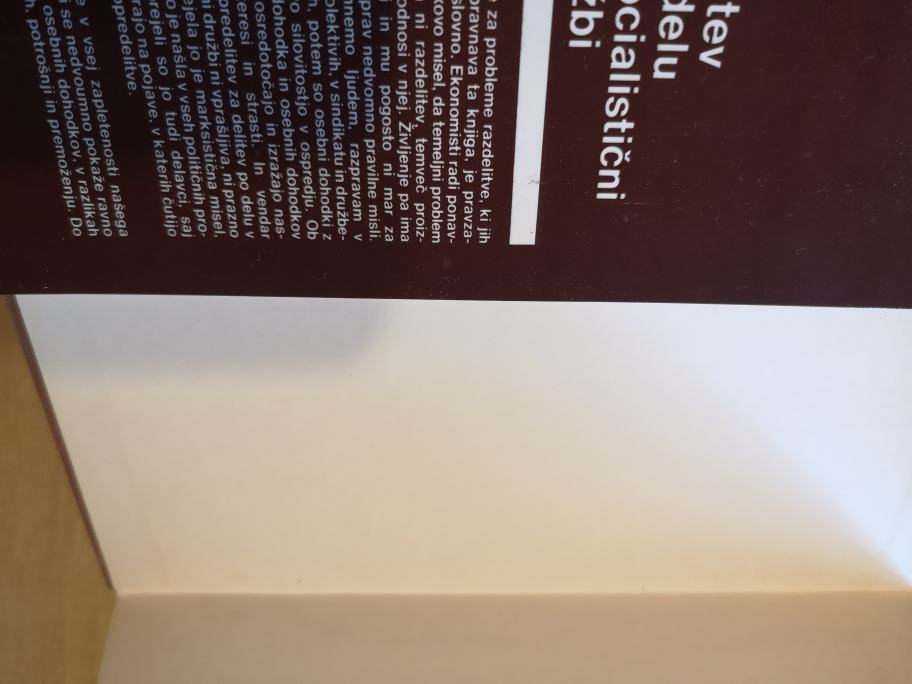 tev
delu
ocialistični
žbi
za probleme razdelitve, ki jih
pravnava ta knjiga, je pravza-
slovno. Ekonomisti radi ponav-
kovo misel, da temeljni problem
ni razdelitev, temveč proiz-
odnosi v njej. Življenje pa ima
in mu pogosto ni mar za
prav nedvomno pravilne misli.
meno ljudem, razpravam v
olektivih, v sindikatu in družbe-
silovitostjo v ospredju. Ob
potem so osebni dohodki z
dohodka in osebnih dohodkov
osredotočajo in izražajo nas-
teresi in strasti. In vendar
predelitev za delitev po delu v
ni družbi ni vprašljiva, ni prazno
jela jo je marksistična misel,
o je našla v vseh političnih pro-
rejeli so jo tudi delavci, saj
rajo na pojave, v katerih čutijo
opredelitve.
v vsej zapletenosti našega
se nedvoumno pokaže ravno
osebnih dohodkov, v razlikah
potrošnji in premoženju. Do